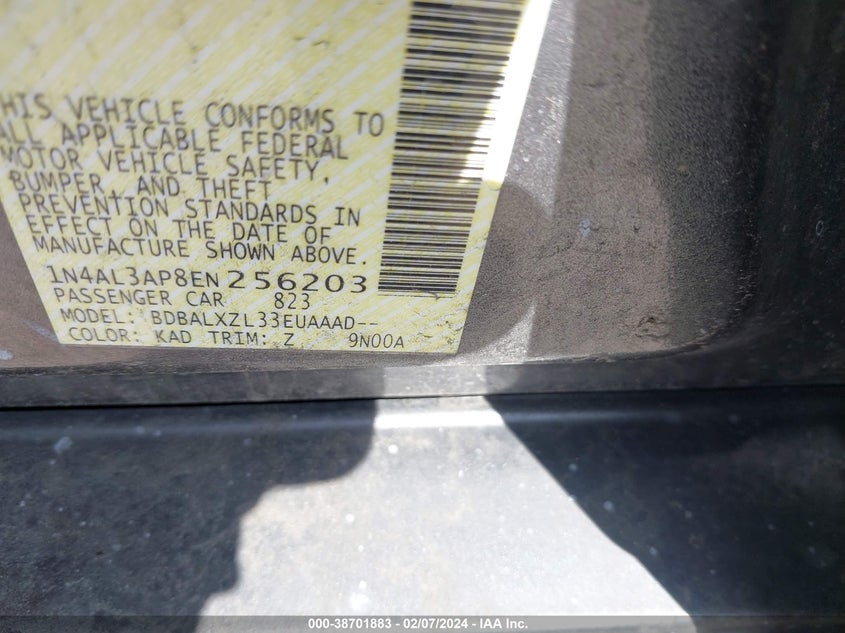 THIS VEHICLE CONFORMS TO
ALL APPLICABLE FEDERAL
MOTOR VEHICLE SAFETY,
BUMPER, AND THEFT
PREVENTION STANDARDS IN
EFFECT ON THE DATE OF
MANUFACTURE SHOWN ABOVE.
1N4AL3AP8EN256203
PASSENGER CAR 823
MODEL: BDBALXZL33EUAAAD--
COLOR: KAD TRIM: Z 9N00A
000-38701883 - 02/07/2024 - IAA Inc.